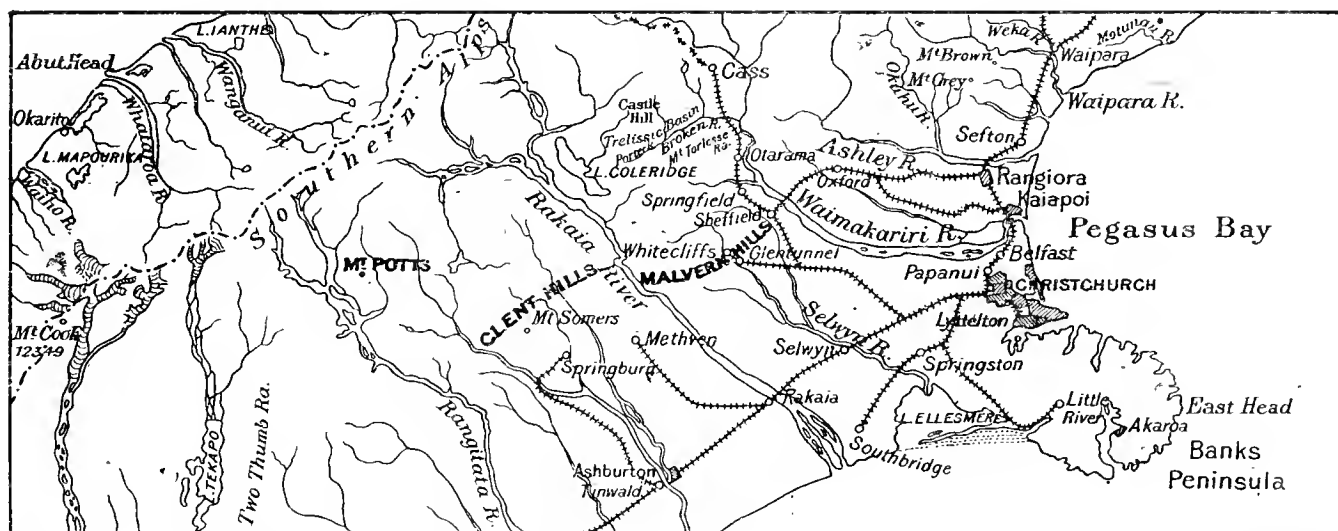 L. IANTHE
Abut Head
Wanganui R.
Okarito
Whataroa R.
L. MAPOURIKA
Waiho R.
Southern Alps
Mt. Cook
12349
L. TEKAPO
Two Thumb Ra.
Mt. POTTS
Rangitata R.
CLENT HILLS
Mt Somers
Springburn
Methven
Ashburton
Tinwald
Rakaia River
Rakaia
Cass
Castle Hill
Trelissic Basin
Porter R.
Broken R.
Mt Torlesse Ra.
L. COLERIDGE
Otarama
Springfield
Sheffield
Whitecliffs
MALVERN HILLS
Glentunnel
Selwyn R.
Selwyn
Springston
Southbridge
L. ELLESMERE
Little River
Akaroa
East Head
Banks
Peninsula
Weka R.
Motunau R.
Mt Brown
Waipara
Mt Grey
Okuhu R.
Waipara R.
Sefton
Ashley R.
Oxford
Rangiora
Kaiapoi
Waimakariri R.
Pegasus Bay
Belfast
Papanui
CHRISTCHURCH
Lyttelton